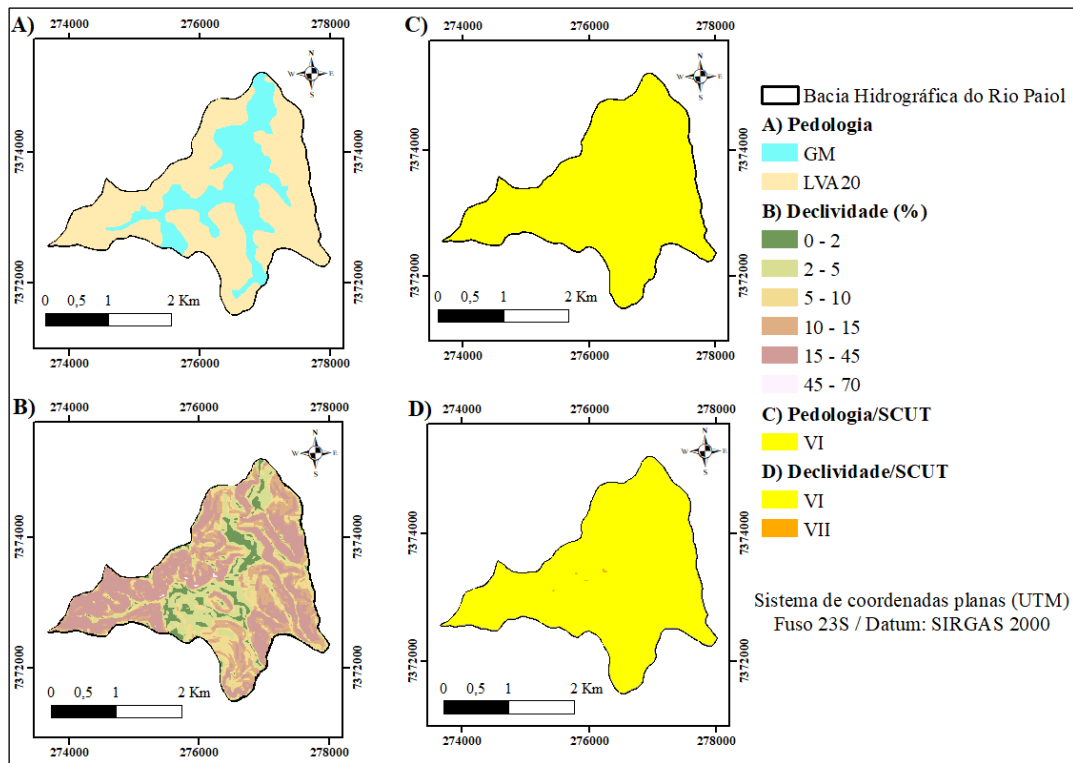 A)
274000 276000 278000
N
W E
S
7374000
7372000
0 0,5 1 2 Km
274000 276000 278000
C)
274000 276000 278000
N
W E
S
7374000
7372000
0 0,5 1 2 Km
274000 276000 278000
B)
274000 276000 278000
N
W E
S
7374000
7372000
0 0,5 1 2 Km
274000 276000 278000
D)
274000 276000 278000
N
W E
S
7374000
7372000
0 0,5 1 2 Km
274000 276000 278000
Bacia Hidrográfica do Rio Paiol
A) Pedologia
GM
LVA20
B) Declividade (%)
0 - 2
2 - 5
5 - 10
10 - 15
15 - 45
45 - 70
C) Pedologia/SCUT
VI
D) Declividade/SCUT
VI
VII
Sistema de coordenadas planas (UTM)
Fuso 23S / Datum: SIRGAS 2000